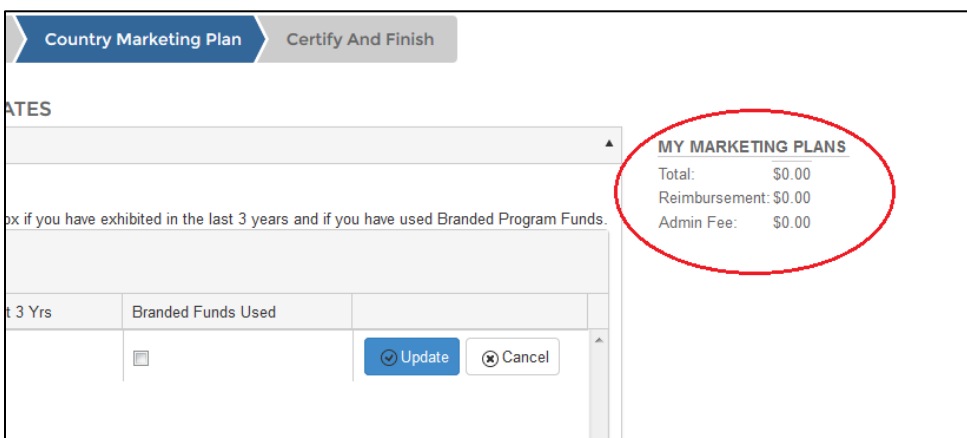 Country Marketing Plan
Certify And Finish
ATES
MY MARKETING PLANS
Total: $0.00
Reimbursement: $0.00
Admin Fee: $0.00
ox if you have exhibited in the last 3 years and if you have used Branded Program Funds.
t 3 Yrs
Branded Funds Used
Update
Cancel